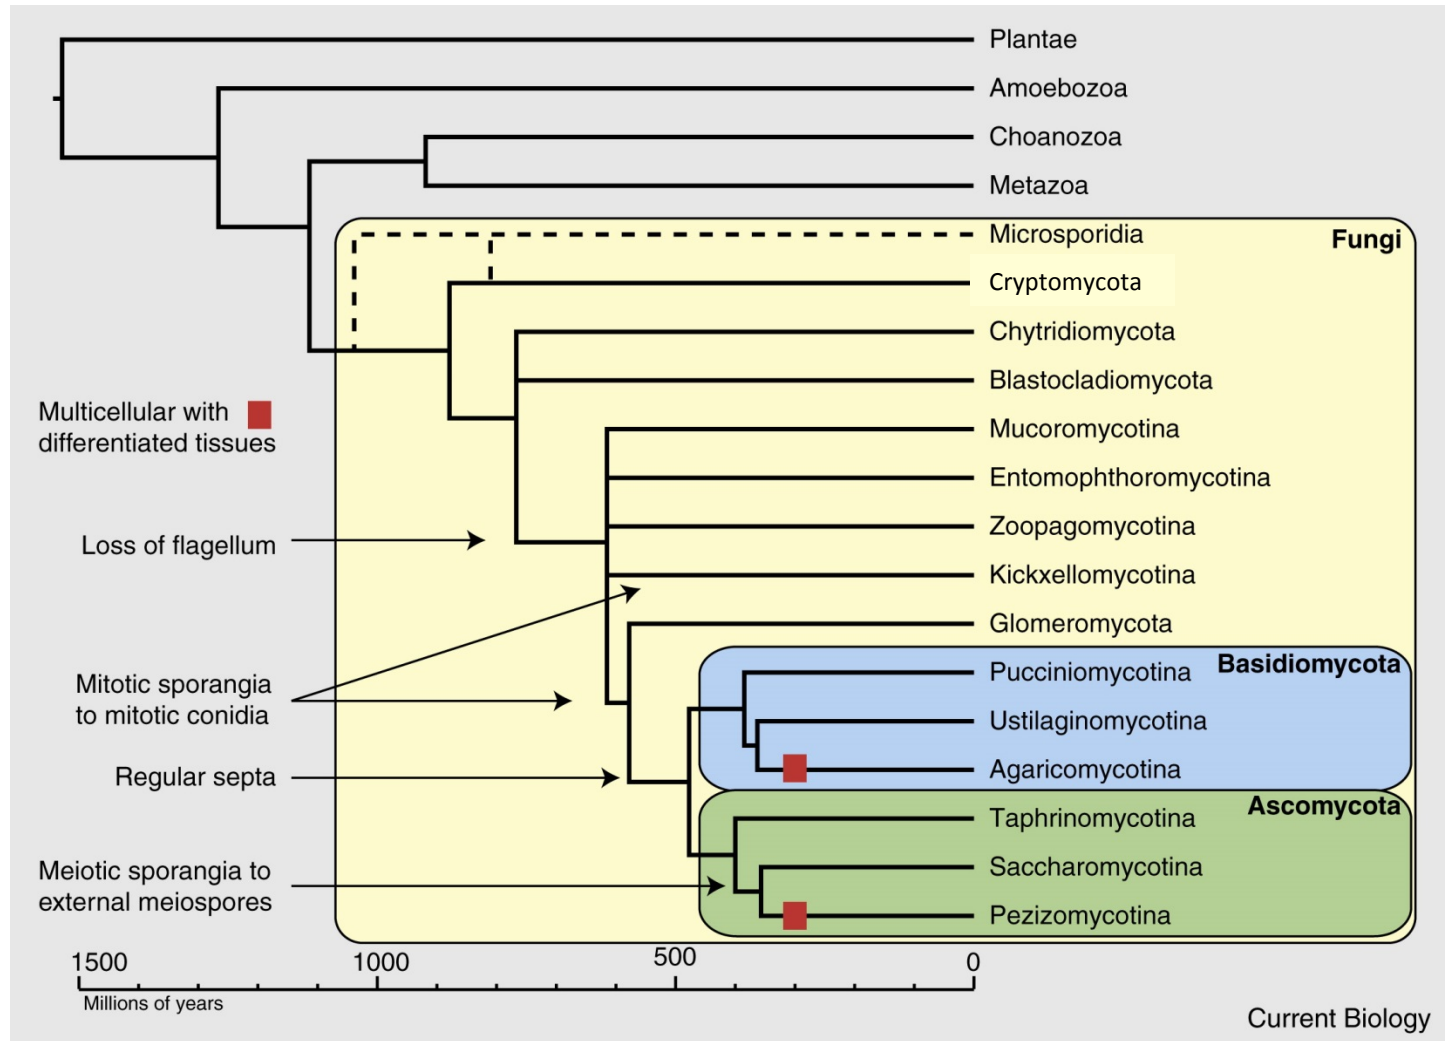 Plantae
Amoebozoa
Choanozoa
Metazoa
Microsporidia
Fungi
Cryptomycota
Chytridiomycota
Blastocladiomycota
Multicellular with
differentiated tissues
Mucoromycotina
Entomophthoromycotina
Loss of flagellum
Zoopagomycotina
Kickxellomycotina
Glomeromycota
Mitotic sporangia
to mitotic conidia
Basidiomycota
Pucciniomycotina
Ustilaginomycotina
Regular septa
Agaricomycotina
Ascomycota
Taphrinomycotina
Meiotic sporangia to
external meiospores
Saccharomycotina
Pezizomycotina
1500 1000 500 0
Millions of years
Current Biology